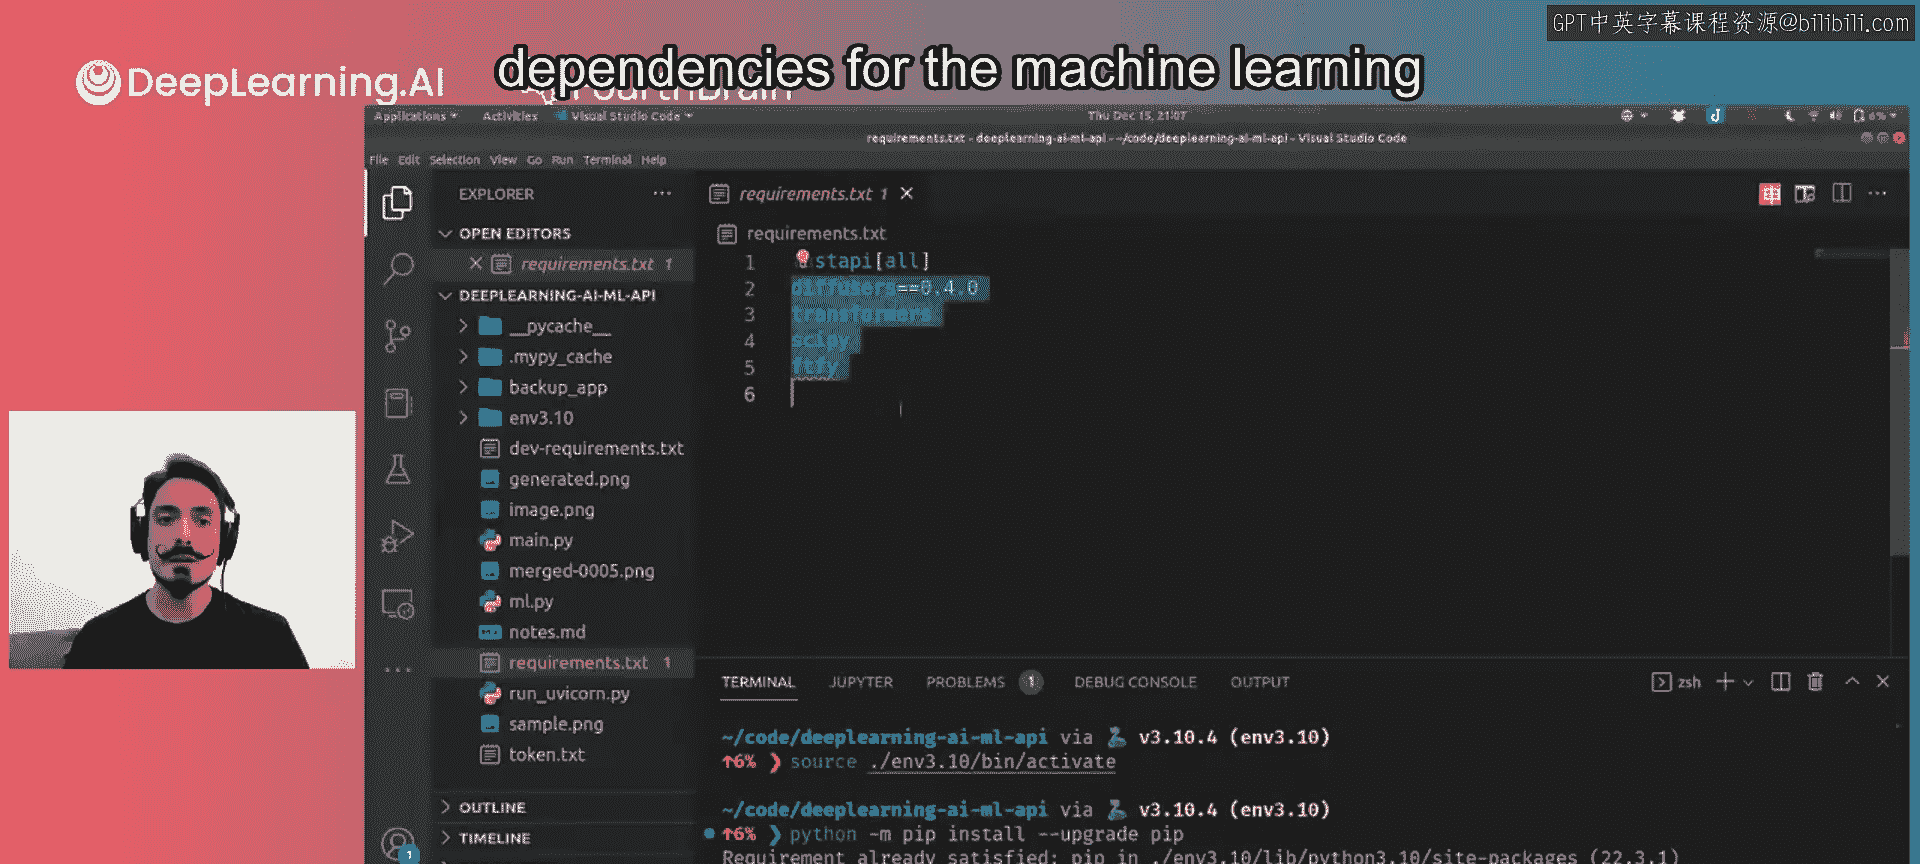 GPT中英字幕课程资源@bilibili.com
dependencies for the machine learning
DeepLearning.AI
Applications Activities Visual Studio Code Thu Dec 15, 21:07 6%
requirements.txt - deeplearning-ai-ml-api - ~/code/deeplearning-ai-ml-api - Visual Studio Code
File Edit Selection View Go Run Terminal Help
EXPLORER ···
requirements.txt 1
OPEN EDITORS
requirements.txt
requirements.txt 1
1 stapi[all]
DEEPLEARNING-AI-ML-API
2 diffusers==0.4.0
__pycache__
3 transformers
.mypy_cache
4 scipy
backup_app
5 ftfy
env3.10
6
dev-requirements.txt
generated.png
image.png
main.py
merged-0005.png
ml.py
notes.md
requirements.txt 1
run_uvicorn.py
sample.png
token.txt
OUTLINE
TIMELINE
1
TERMINAL JUPYTER PROBLEMS 1 DEBUG CONSOLE OUTPUT zsh
~/code/deeplearning-ai-ml-api via v3.10.4 (env3.10)
↑6% ❯ source ./env3.10/bin/activate
~/code/deeplearning-ai-ml-api via v3.10.4 (env3.10)
↑6% ❯ python -m pip install --upgrade pip
Requirement already satisfied: pip in ./env3.10/lib/python3.10/site-packages (22.3.1)